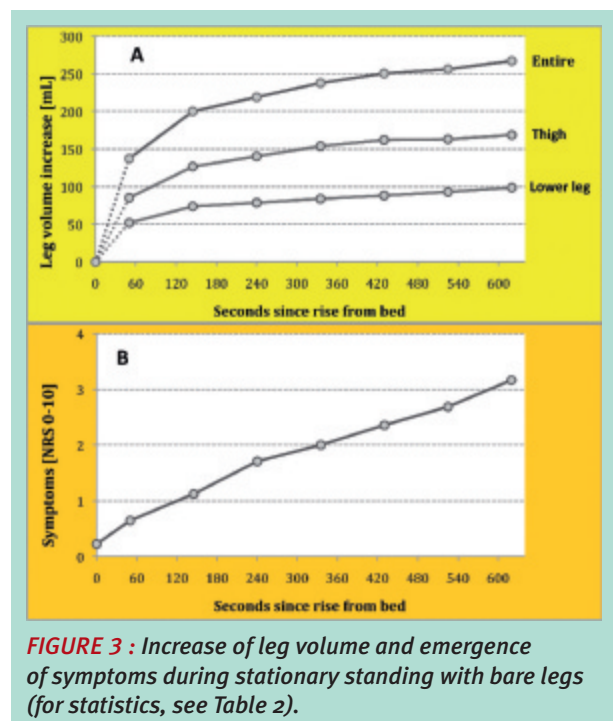 A
Leg volume increase [mL]
300
250
200
150
100
50
0
Entire
Thigh
Lower leg
0 60 120 180 240 300 360 420 480 540 600
Seconds since rise from bed
B
Symptoms [NRS 0-10]
4
3
2
1
0
0 60 120 180 240 300 360 420 480 540 600
Seconds since rise from bed
FIGURE 3 : Increase of leg volume and emergence
of symptoms during stationary standing with bare legs
(for statistics, see Table 2).